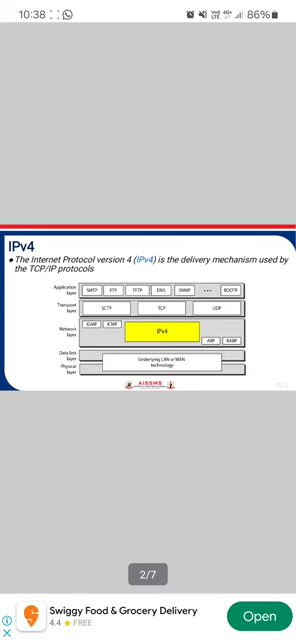 10:38
Vod LTE 4G+ 86%
IPv4
The Internet Protocol version 4 (IPv4) is the delivery mechanism used by
the TCP/IP protocols
Application layer
SMTP FTP TFTP DNS SNMP ... BOOTP
Transport layer
SCTP TCP UDP
Network layer
IGMP ICMP
IPv4
ARP RARP
Data link layer
Physical layer
Underlying LAN or WAN
technology
AISSMS
2/7
Swiggy Food & Grocery Delivery
4.4 ★ FREE
Open